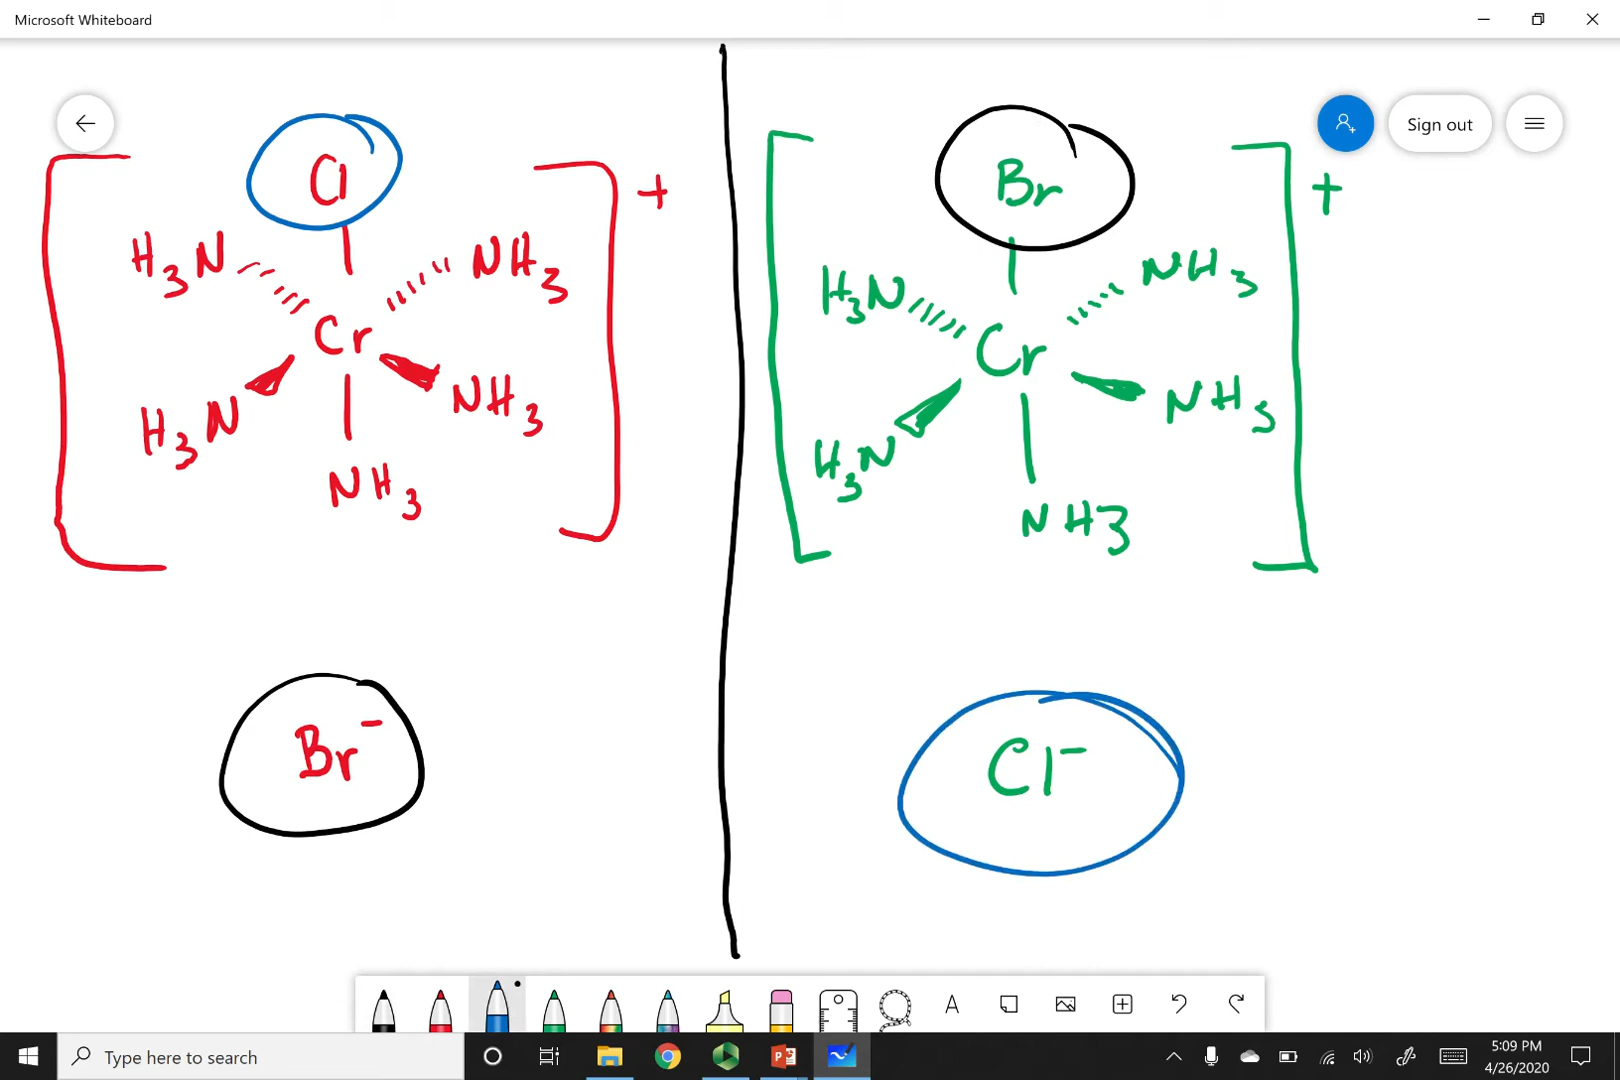 Microsoft Whiteboard
Sign out
Cl +
H3N NH3
Cr
H3N NH3
NH3
Br⁻
Br +
H3N NH3
Cr
H3N NH3
NH3
Cl⁻
A
Type here to search
5:09 PM
4/26/2020